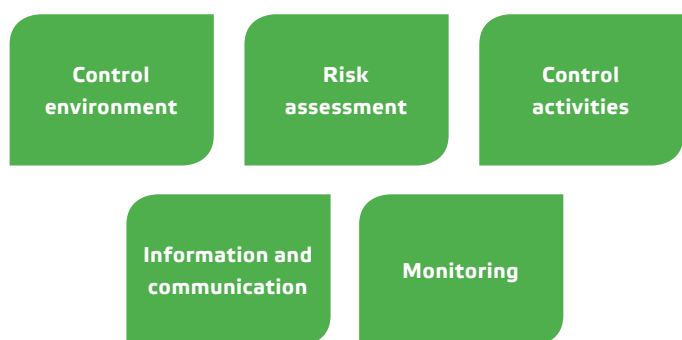 Control
environment
Risk
assessment
Control
activities
Information and
communication
Monitoring